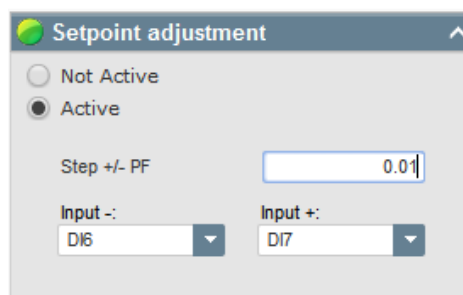 Setpoint adjustment
Not Active
Active
Step +/- PF 0.01
Input -: Input +:
DI6 DI7